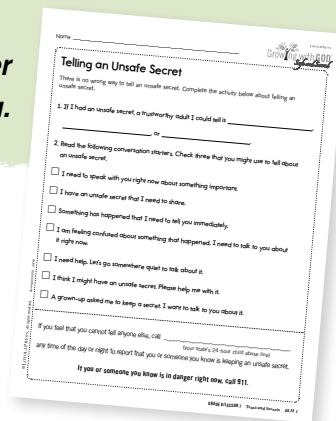 er
u.
Name
Growing with GOD
Telling an Unsafe Secret
There is no wrong way to tell an unsafe secret. Complete the activity below about telling an
unsafe secret.
1. If I had an unsafe secret, a trustworthy adult I could tell is ,
, or .
2. Read the following conversation starters. Check three that you might use to tell about
an unsafe secret.
I need to speak with you right now about something important.
I have an unsafe secret that I need to share.
Something has happened that I need to tell you immediately.
I am feeling confused about something that happened. I need to talk to you about
it right now.
I need help. Let's go somewhere quiet to talk about it.
I think I might have an unsafe secret. Please help me with it.
A grown-up asked me to keep a secret. I want to talk to you about it.
If you feel that you cannot tell anyone else, call
(your state's 24-hour child abuse line)
any time of the day or night to report that you or someone you know is keeping an unsafe secret.
If you or someone you know is in danger right now, call 911.